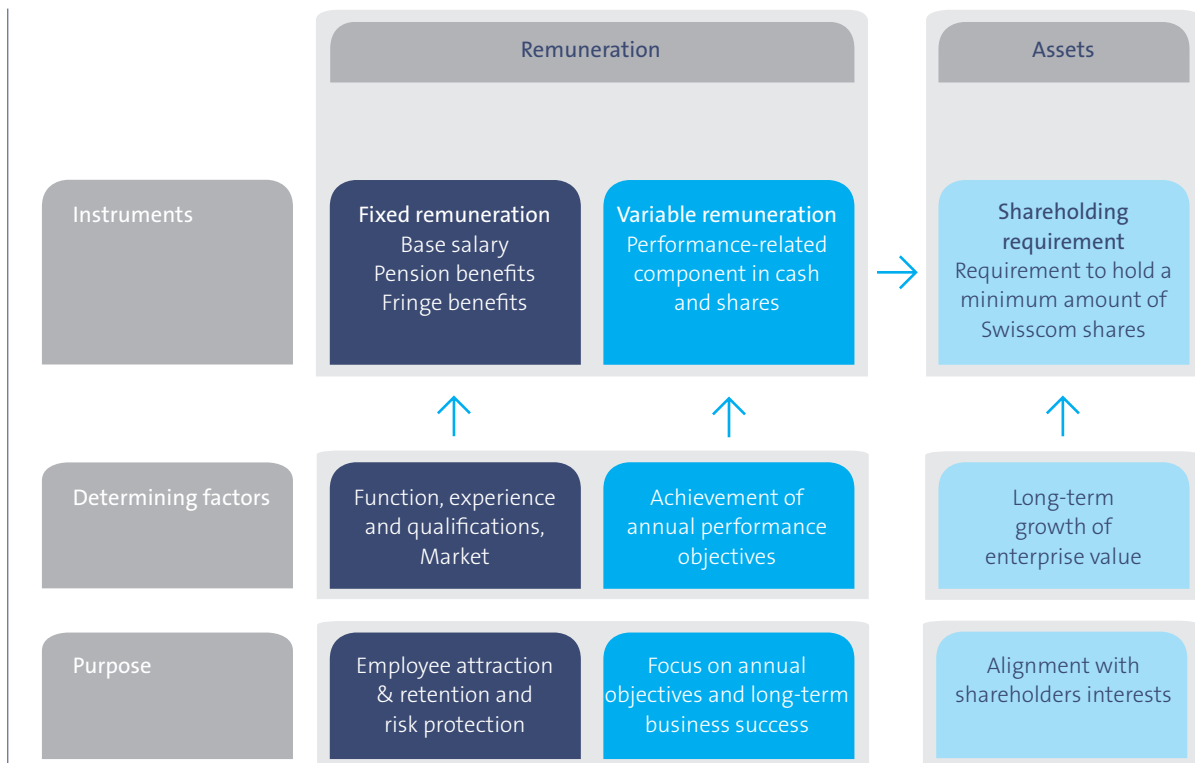 Remuneration
Assets
Instruments
Fixed remuneration
Base salary
Pension benefits
Fringe benefits
Variable remuneration
Performance-related
component in cash
and shares
Shareholding
requirement
Requirement to hold a
minimum amount of
Swisscom shares
Determining factors
Function, experience
and qualifications,
Market
Achievement of
annual performance
objectives
Long-term
growth of
enterprise value
Purpose
Employee attraction
& retention and
risk protection
Focus on annual
objectives and long-term
business success
Alignment with
shareholders interests